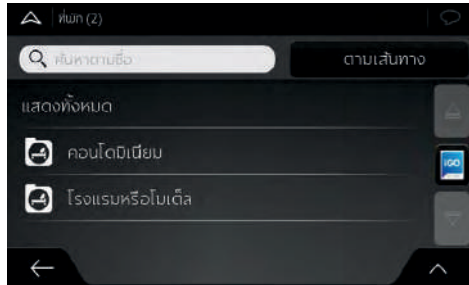 ที่พัก (2)
ค้นหาตามชื่อ
ตามเส้นทาง
แสดงทั้งหมด
คอนโดมิเนียม
iGO
โรงแรมหรือโมเต็ล